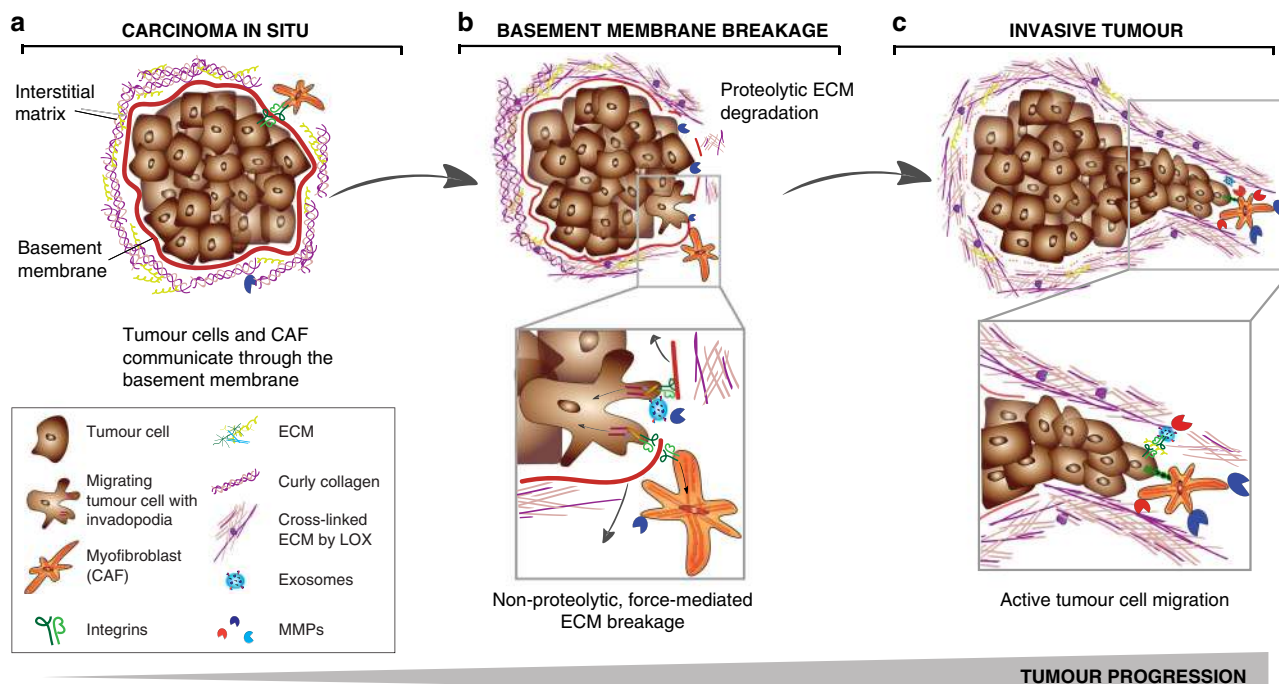 a
CARCINOMA IN SITU
Interstitial
matrix
Basement
membrane
Tumour cells and CAF
communicate through the
basement membrane
b
BASEMENT MEMBRANE BREAKAGE
Proteolytic ECM
degradation
Non-proteolytic, force-mediated
ECM breakage
c
INVASIVE TUMOUR
Active tumour cell migration
Tumour cell
Migrating
tumour cell with
invadopodia
Myofibroblast
(CAF)
Integrins
β
ECM
Curly collagen
Cross-linked
ECM by LOX
Exosomes
MMPs
TUMOUR PROGRESSION